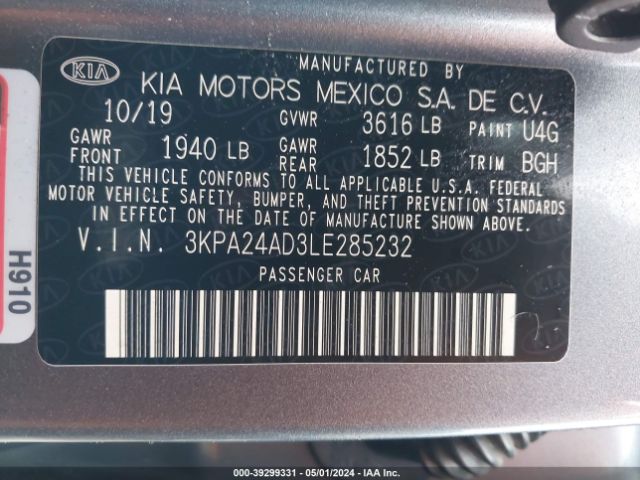 MANUFACTURED BY
KIA KIA MOTORS MEXICO S.A. DE C.V.
10/19 GVWR 3616 LB PAINT U4G
GAWR FRONT 1940 LB GAWR REAR 1852 LB TRIM BGH
THIS VEHICLE CONFORMS TO ALL APPLICABLE U.S.A. FEDERAL
MOTOR VEHICLE SAFETY, BUMPER, AND THEFT PREVENTION STANDARDS
IN EFFECT ON THE DATE OF MANUFACTURE SHOWN ABOVE.
V.I.N. 3KPA24AD3LE285232
PASSENGER CAR
H910
000-39299331 - 05/01/2024 - IAA Inc.